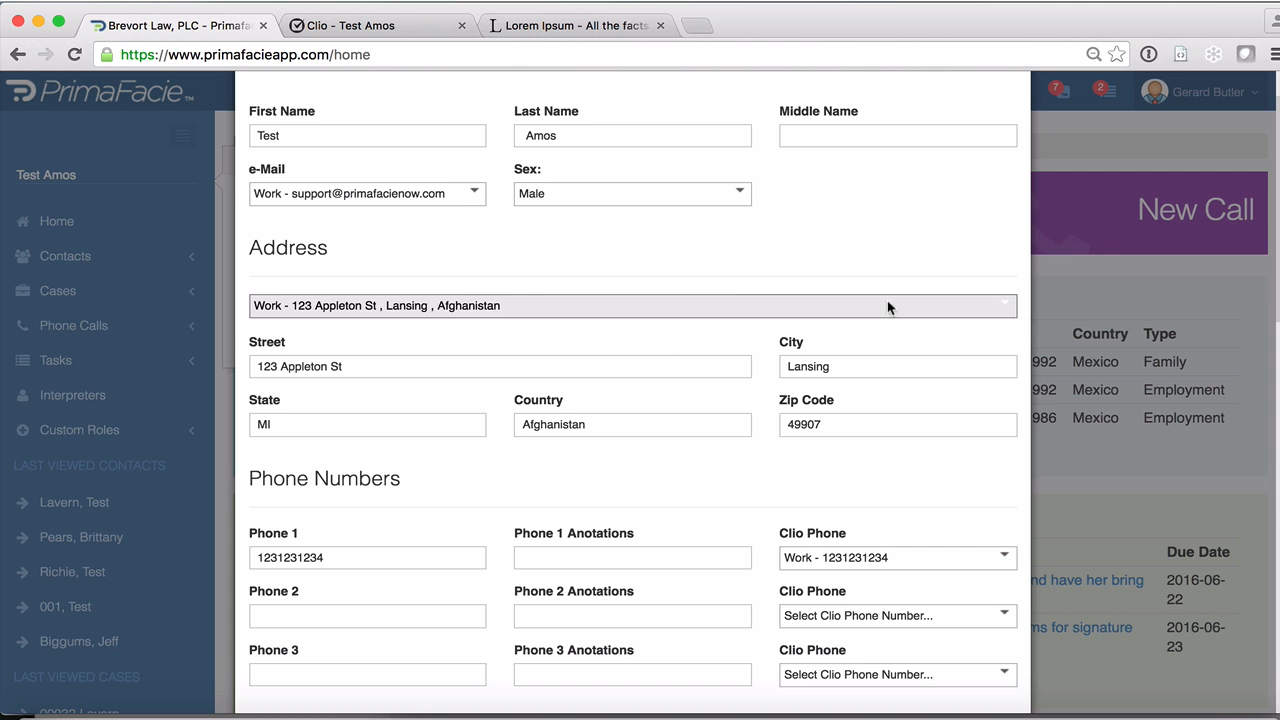 Brevort Law, PLC - Primafa
Clio - Test Amos
Lorem Ipsum - All the facts
https://www.primafacieapp.com/home
PrimaFacie™
7
2
Gerard Butler
Test Amos
Home
Contacts
Cases
Phone Calls
Tasks
Interpreters
Custom Roles
LAST VIEWED CONTACTS
Lavern, Test
Pears, Brittany
Richie, Test
001, Test
Biggums, Jeff
LAST VIEWED CASES
00032 Lavern
First Name
Last Name
Middle Name
Test
Amos
e-Mail
Sex:
Work - support@primafacienow.com
Male
Address
Work - 123 Appleton St , Lansing , Afghanistan
Street
City
123 Appleton St
Lansing
State
Country
Zip Code
MI
Afghanistan
49907
Phone Numbers
Phone 1
Phone 1 Anotations
Clio Phone
1231231234
Work - 1231231234
Phone 2
Phone 2 Anotations
Clio Phone
Select Clio Phone Number...
Phone 3
Phone 3 Anotations
Clio Phone
Select Clio Phone Number...
New Call
Country Type
992 Mexico Family
992 Mexico Employment
986 Mexico Employment
Due Date
nd have her bring 2016-06-
22
ms for signature 2016-06-
23